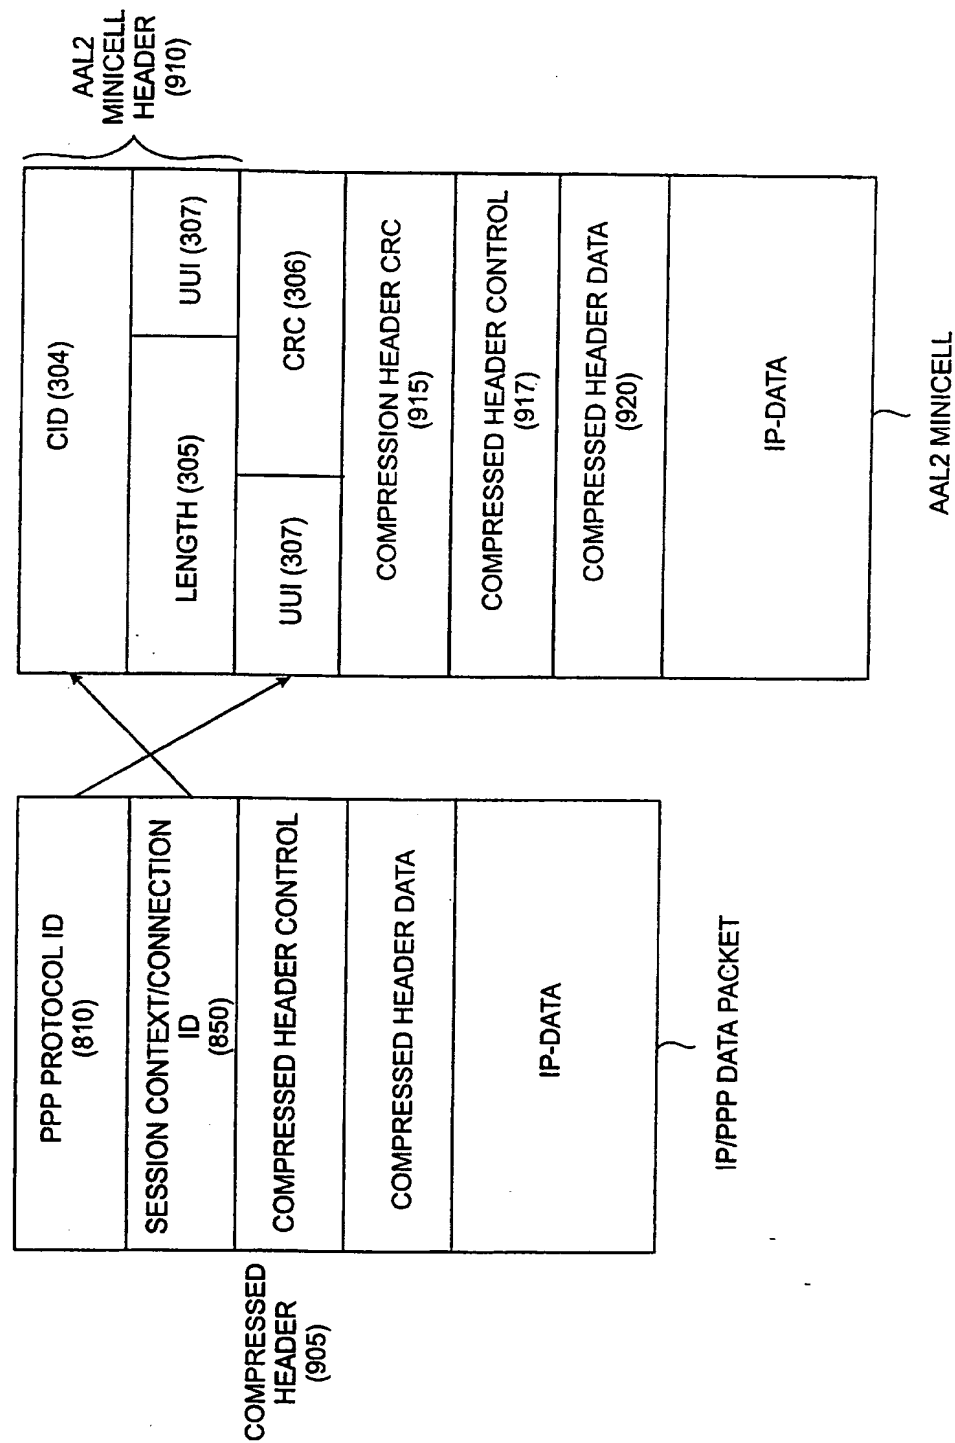 COMPRESSED
HEADER
(905)
PPP PROTOCOL ID
(810)
SESSION CONTEXT/CONNECTION
ID
(850)
COMPRESSED HEADER CONTROL
COMPRESSED HEADER DATA
IP-DATA
IP/PPP DATA PACKET
CID (304)
LENGTH (305)
UUI (307)
UUI (307)
CRC (306)
COMPRESSION HEADER CRC
(915)
COMPRESSED HEADER CONTROL
(917)
COMPRESSED HEADER DATA
(920)
IP-DATA
AAL2 MINICELL
AAL2
MINICELL
HEADER
(910)